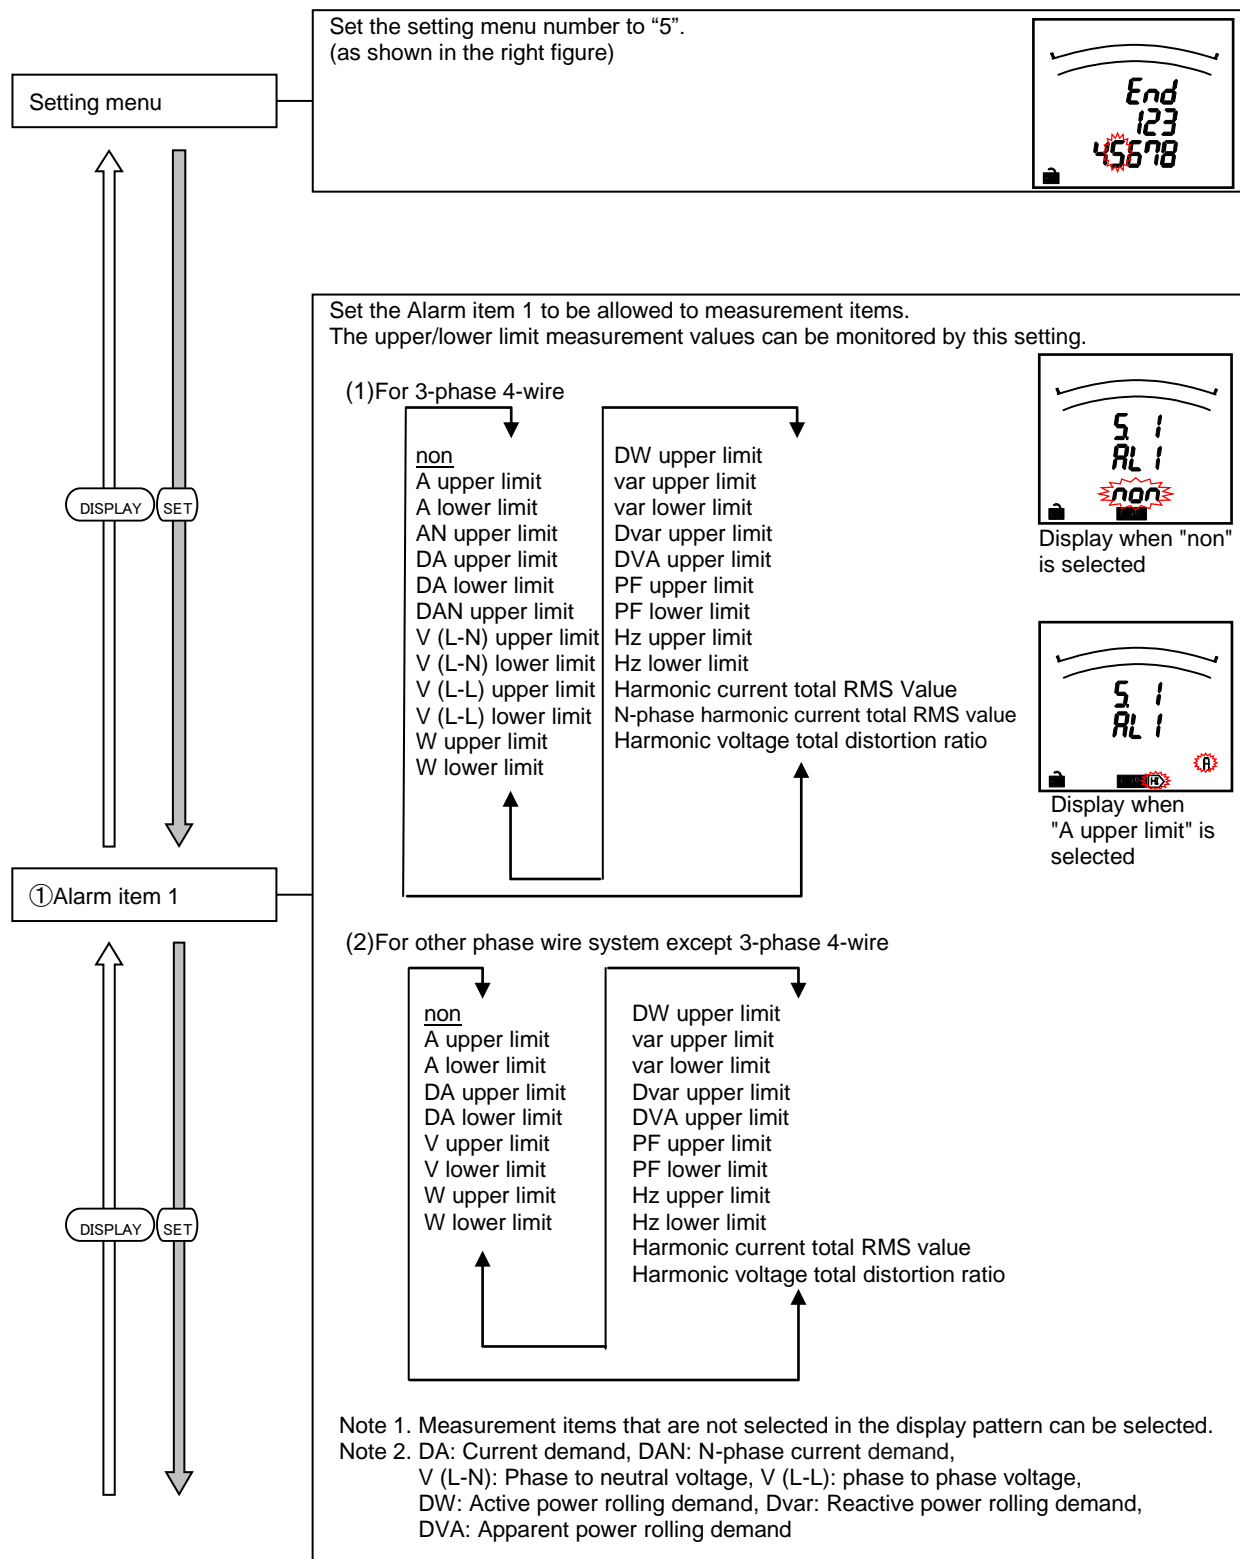 Set the setting menu number to “5”.
(as shown in the right figure)
Setting menu
End
123
45678
Set the Alarm item 1 to be allowed to measurement items.
The upper/lower limit measurement values can be monitored by this setting.
(1)For 3-phase 4-wire
non
A upper limit
A lower limit
AN upper limit
DA upper limit
DA lower limit
DAN upper limit
V (L-N) upper limit
V (L-N) lower limit
V (L-L) upper limit
V (L-L) lower limit
W upper limit
W lower limit
DW upper limit
var upper limit
var lower limit
Dvar upper limit
DVA upper limit
PF upper limit
PF lower limit
Hz upper limit
Hz lower limit
Harmonic current total RMS Value
N-phase harmonic current total RMS value
Harmonic voltage total distortion ratio
S. 1
AL 1
non
Display when "non"
is selected
S. 1
AL 1
A
HI
Display when
"A upper limit" is
selected
DISPLAY
SET
①Alarm item 1
(2)For other phase wire system except 3-phase 4-wire
non
A upper limit
A lower limit
DA upper limit
DA lower limit
V upper limit
V lower limit
W upper limit
W lower limit
DW upper limit
var upper limit
var lower limit
Dvar upper limit
DVA upper limit
PF upper limit
PF lower limit
Hz upper limit
Hz lower limit
Harmonic current total RMS value
Harmonic voltage total distortion ratio
DISPLAY
SET
Note 1. Measurement items that are not selected in the display pattern can be selected.
Note 2. DA: Current demand, DAN: N-phase current demand,
V (L-N): Phase to neutral voltage, V (L-L): phase to phase voltage,
DW: Active power rolling demand, Dvar: Reactive power rolling demand,
DVA: Apparent power rolling demand